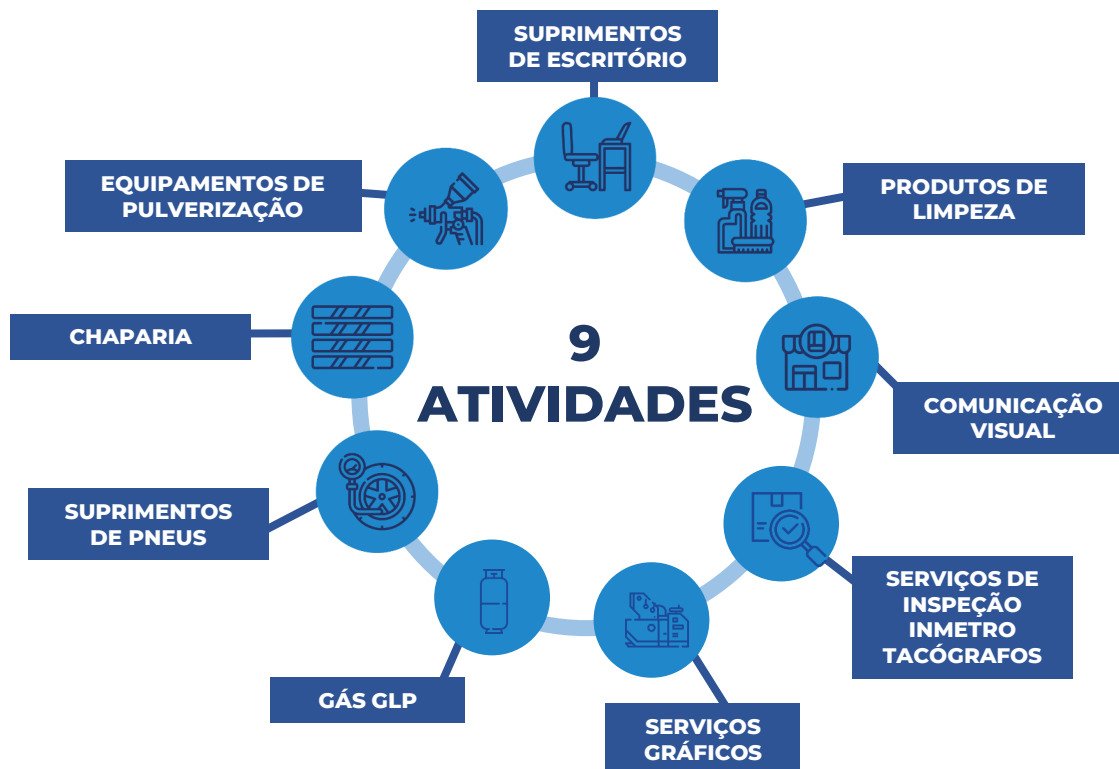 SUPRIMENTOS
DE ESCRITÓRIO
EQUIPAMENTOS DE
PULVERIZAÇÃO
PRODUTOS DE
LIMPEZA
CHAPARIA
9
ATIVIDADES
COMUNICAÇÃO
VISUAL
SUPRIMENTOS
DE PNEUS
SERVIÇOS DE
INSPEÇÃO
INMETRO
TACÓGRAFOS
GÁS GLP
SERVIÇOS
GRÁFICOS